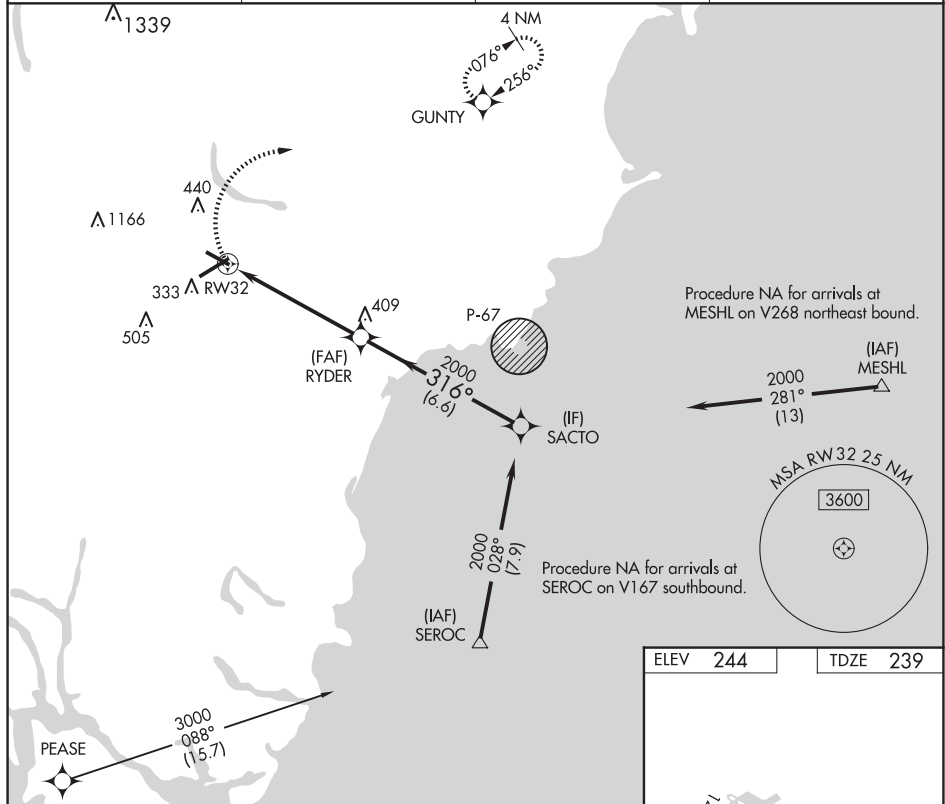 1339
4 NM
076°
256°
GUNTY
440
1166
333
RW32
505
409
P-67
(FAF)
RYDER
2000
316°
(6.6)
(IF)
SACTO
Procedure NA for arrivals at
MESHL on V268 northeast bound.
(IAF)
MESHL
2000
281°
(13)
MSA RW32 25 NM
3600
2000
028°
(7.9)
Procedure NA for arrivals at
SEROC on V167 southbound.
(IAF)
SEROC
3000
088°
(15.7)
PEASE
ELEV 244
TDZE 239